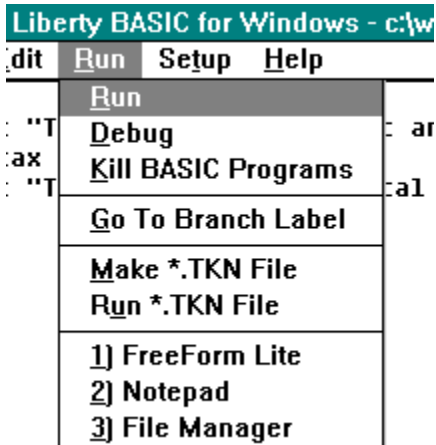 Liberty BASIC for Windows - c:\w
dit Run Setup Help
Run
Debug
Kill BASIC Programs
Go To Branch Label
Make *.TKN File
Run *.TKN File
1) FreeForm Lite
2) Notepad
3) File Manager